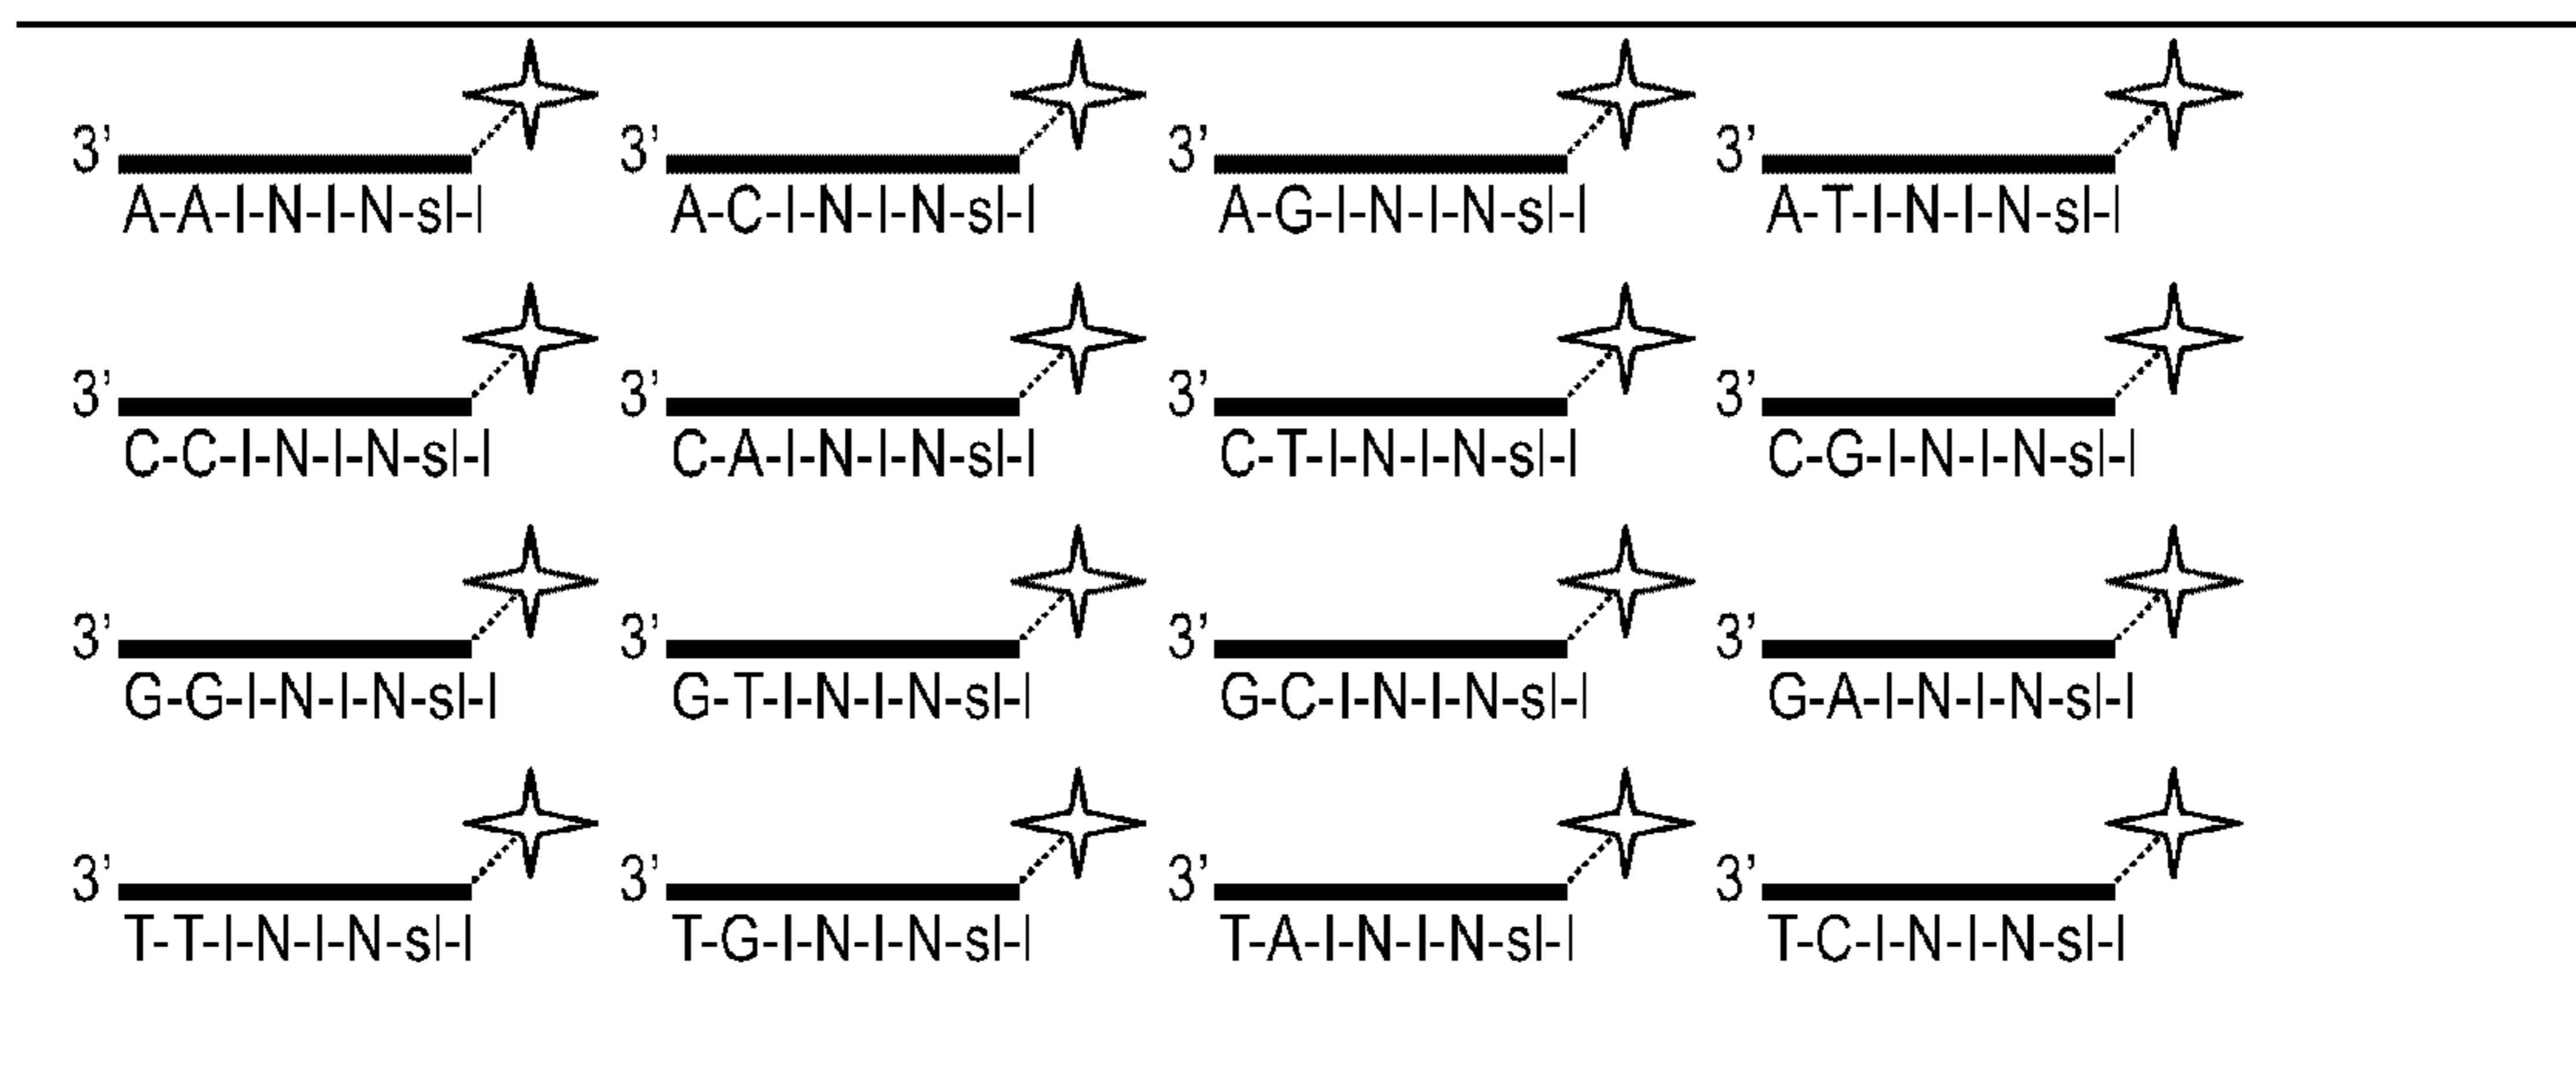 3' 3' 3' 3'
A-A-I-N-I-N-sI-I A-C-I-N-I-N-sI-I A-G-I-N-I-N-sI-I A-T-I-N-I-N-sI-I
3' 3' 3' 3'
C-C-I-N-I-N-sI-I C-A-I-N-I-N-sI-I C-T-I-N-I-N-sI-I C-G-I-N-I-N-sI-I
3' 3' 3' 3'
G-G-I-N-I-N-sI-I G-T-I-N-I-N-sI-I G-C-I-N-I-N-sI-I G-A-I-N-I-N-sI-I
3' 3' 3' 3'
T-T-I-N-I-N-sI-I T-G-I-N-I-N-sI-I T-A-I-N-I-N-sI-I T-C-I-N-I-N-sI-I